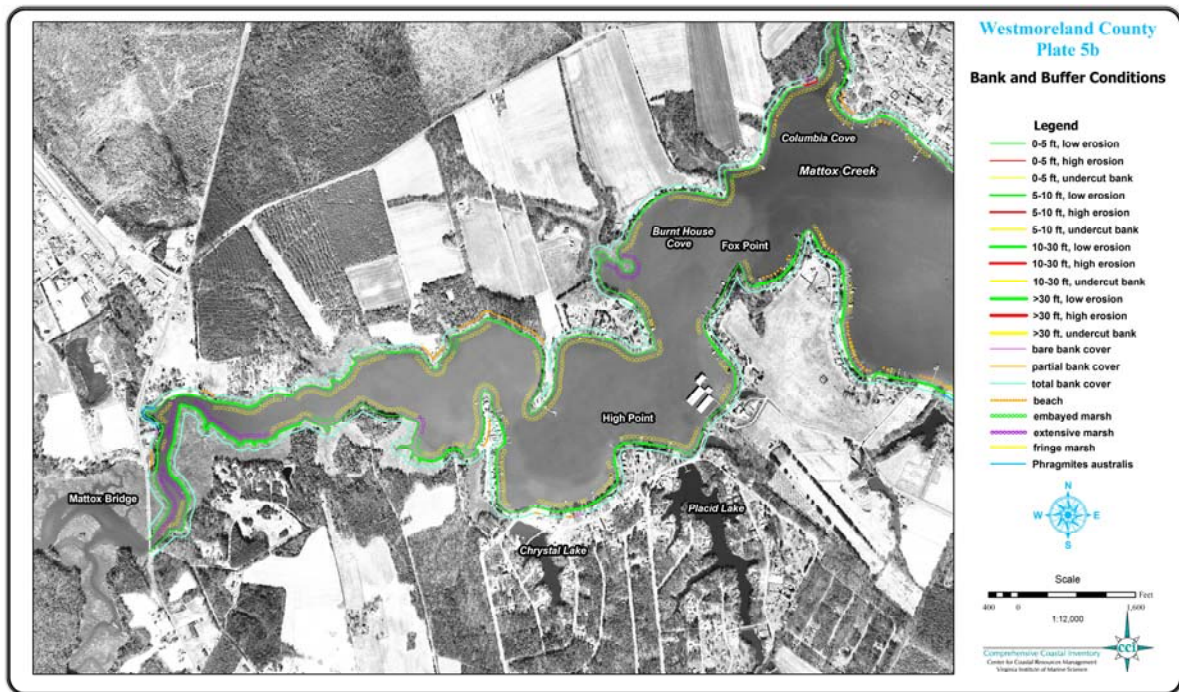 Westmoreland County
Plate 5b
Bank and Buffer Conditions
Legend
0-5 ft, low erosion
0-5 ft, high erosion
0-5 ft, undercut bank
5-10 ft, low erosion
5-10 ft, high erosion
5-10 ft, undercut bank
10-30 ft, low erosion
10-30 ft, high erosion
10-30 ft, undercut bank
>30 ft, low erosion
>30 ft, high erosion
>30 ft, undercut bank
bare bank cover
partial bank cover
total bank cover
beach
embayed marsh
extensive marsh
fringe marsh
Phragmites australis
N
W E
S
Scale
400 0 1,600 Feet
1:12,000
Comprehensive Coastal Inventory
Center for Coastal Resources Management
Virginia Institute of Marine Science
cci
Columbia Cove
Mattox Creek
Burnt House
Cove
Fox Point
High Point
Mattox Bridge
Placid Lake
Chrystal Lake